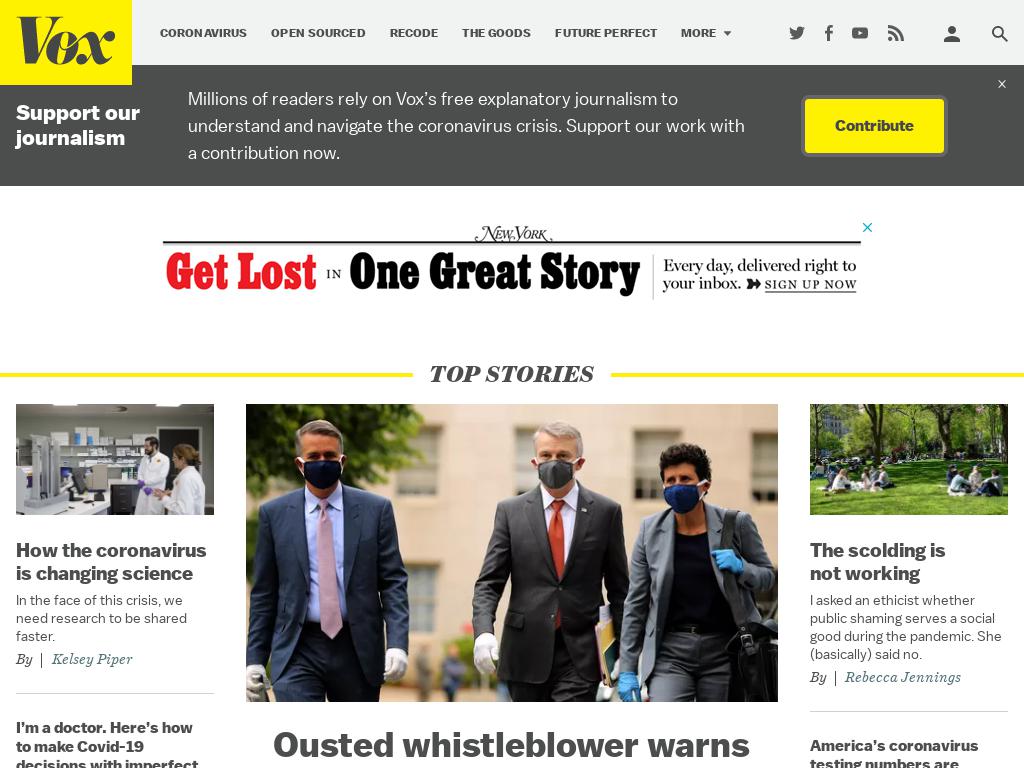 Vox
CORONAVIRUS
OPEN SOURCED
RECODE
THE GOODS
FUTURE PERFECT
MORE
Support our
journalism
Millions of readers rely on Vox’s free explanatory journalism to
understand and navigate the coronavirus crisis. Support our work with
a contribution now.
Contribute
NEW YORK
Get Lost IN One Great Story
Every day, delivered right to
your inbox. SIGN UP NOW
TOP STORIES
How the coronavirus
is changing science
In the face of this crisis, we
need research to be shared
faster.
By | Kelsey Piper
I’m a doctor. Here’s how
to make Covid-19
decisions with imperfect
Ousted whistleblower warns
The scolding is
not working
I asked an ethicist whether
public shaming serves a social
good during the pandemic. She
(basically) said no.
By | Rebecca Jennings
America’s coronavirus
testing numbers are